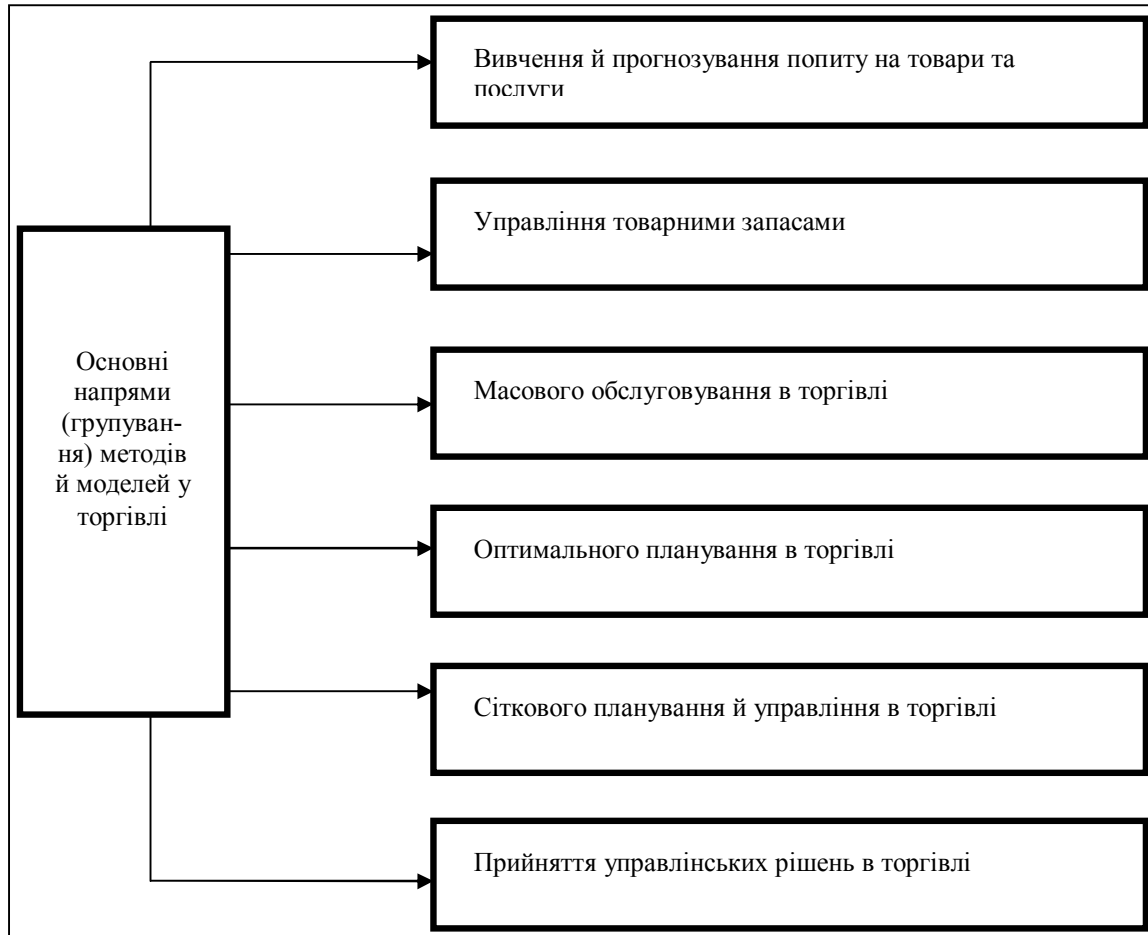 Вивчення й прогнозування попиту на товари та
послуги
Управління товарними запасами
Основні
напрями
(групуван-
ня) методів
й моделей у
торгівлі
Масового обслуговування в торгівлі
Оптимального планування в торгівлі
Сіткового планування й управління в торгівлі
Прийняття управлінських рішень в торгівлі